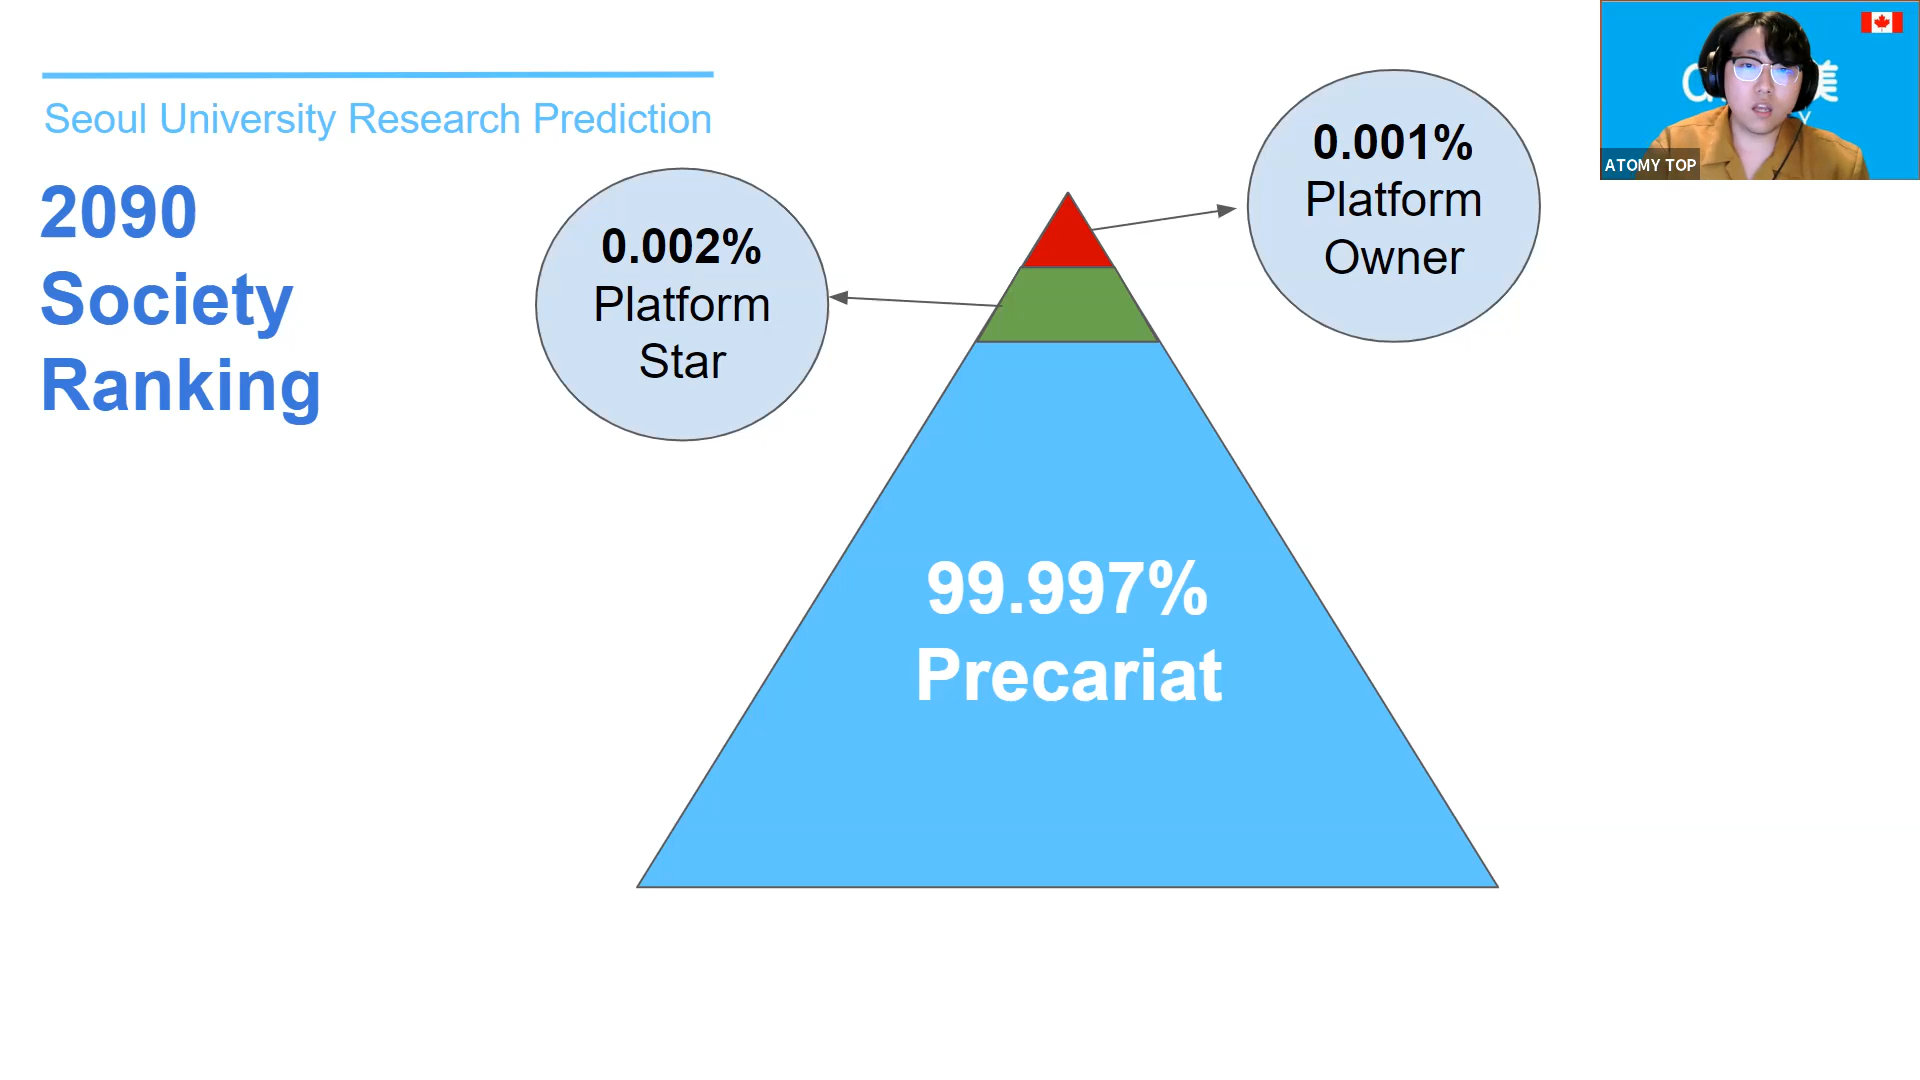 Seoul University Research Prediction
2090
Society
Ranking
0.002%
Platform
Star
0.001%
Platform
Owner
99.997%
Precariat
ATOMY TOP